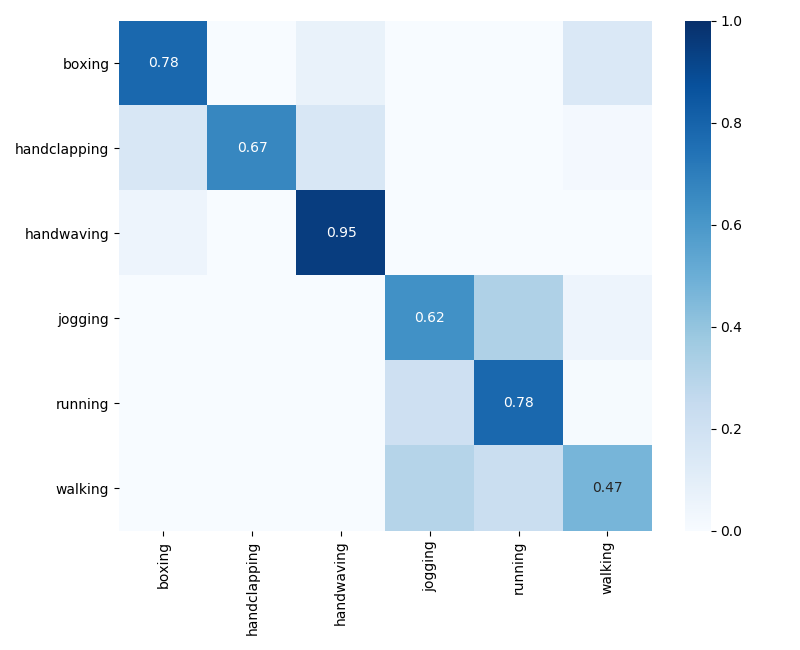 1.0
boxing
0.78
0.8
handclapping
0.67
handwaving
0.95
0.6
jogging
0.62
0.4
running
0.78
0.2
walking
0.47
0.0
boxing
handclapping
handwaving
jogging
running
walking